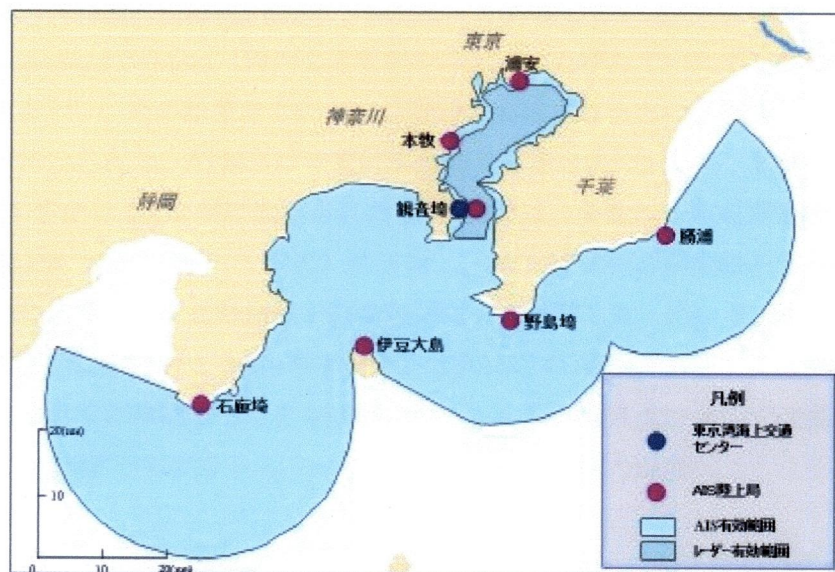 東京
浦安
神奈川
本牧
千葉
静岡
観音埼
勝浦
野島埼
伊豆大島
石廊埼
20(nm)
10
0
10
20(nm)
凡例
東京湾海上交通
センター
AIS陸上局
AIS有効範囲
レーダー有効範囲